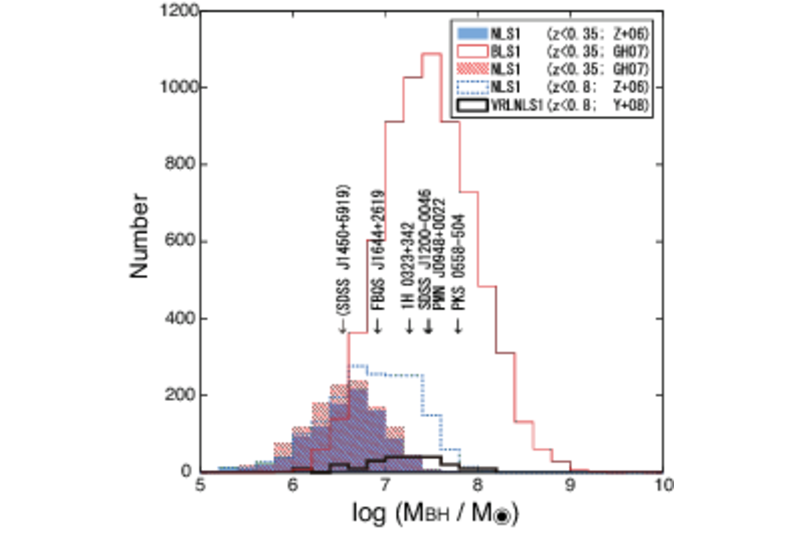 1200
1000
800
600
400
200
0
Number
NLS1 (z<0.35; Z+06)
BLS1 (z<0.35; GH07)
NLS1 (z<0.35; GH07)
NLS1 (z<0.8; Z+06)
VRLNLS1 (z<0.8; Y+08)
(SDSS J1450+5919)
FBQS J1644+2619
1H 0323+342
SDSS J1200-0046
PMN J0948+0022
PKS 0558-504
5 6 7 8 9 10
log (MBH / M◉)